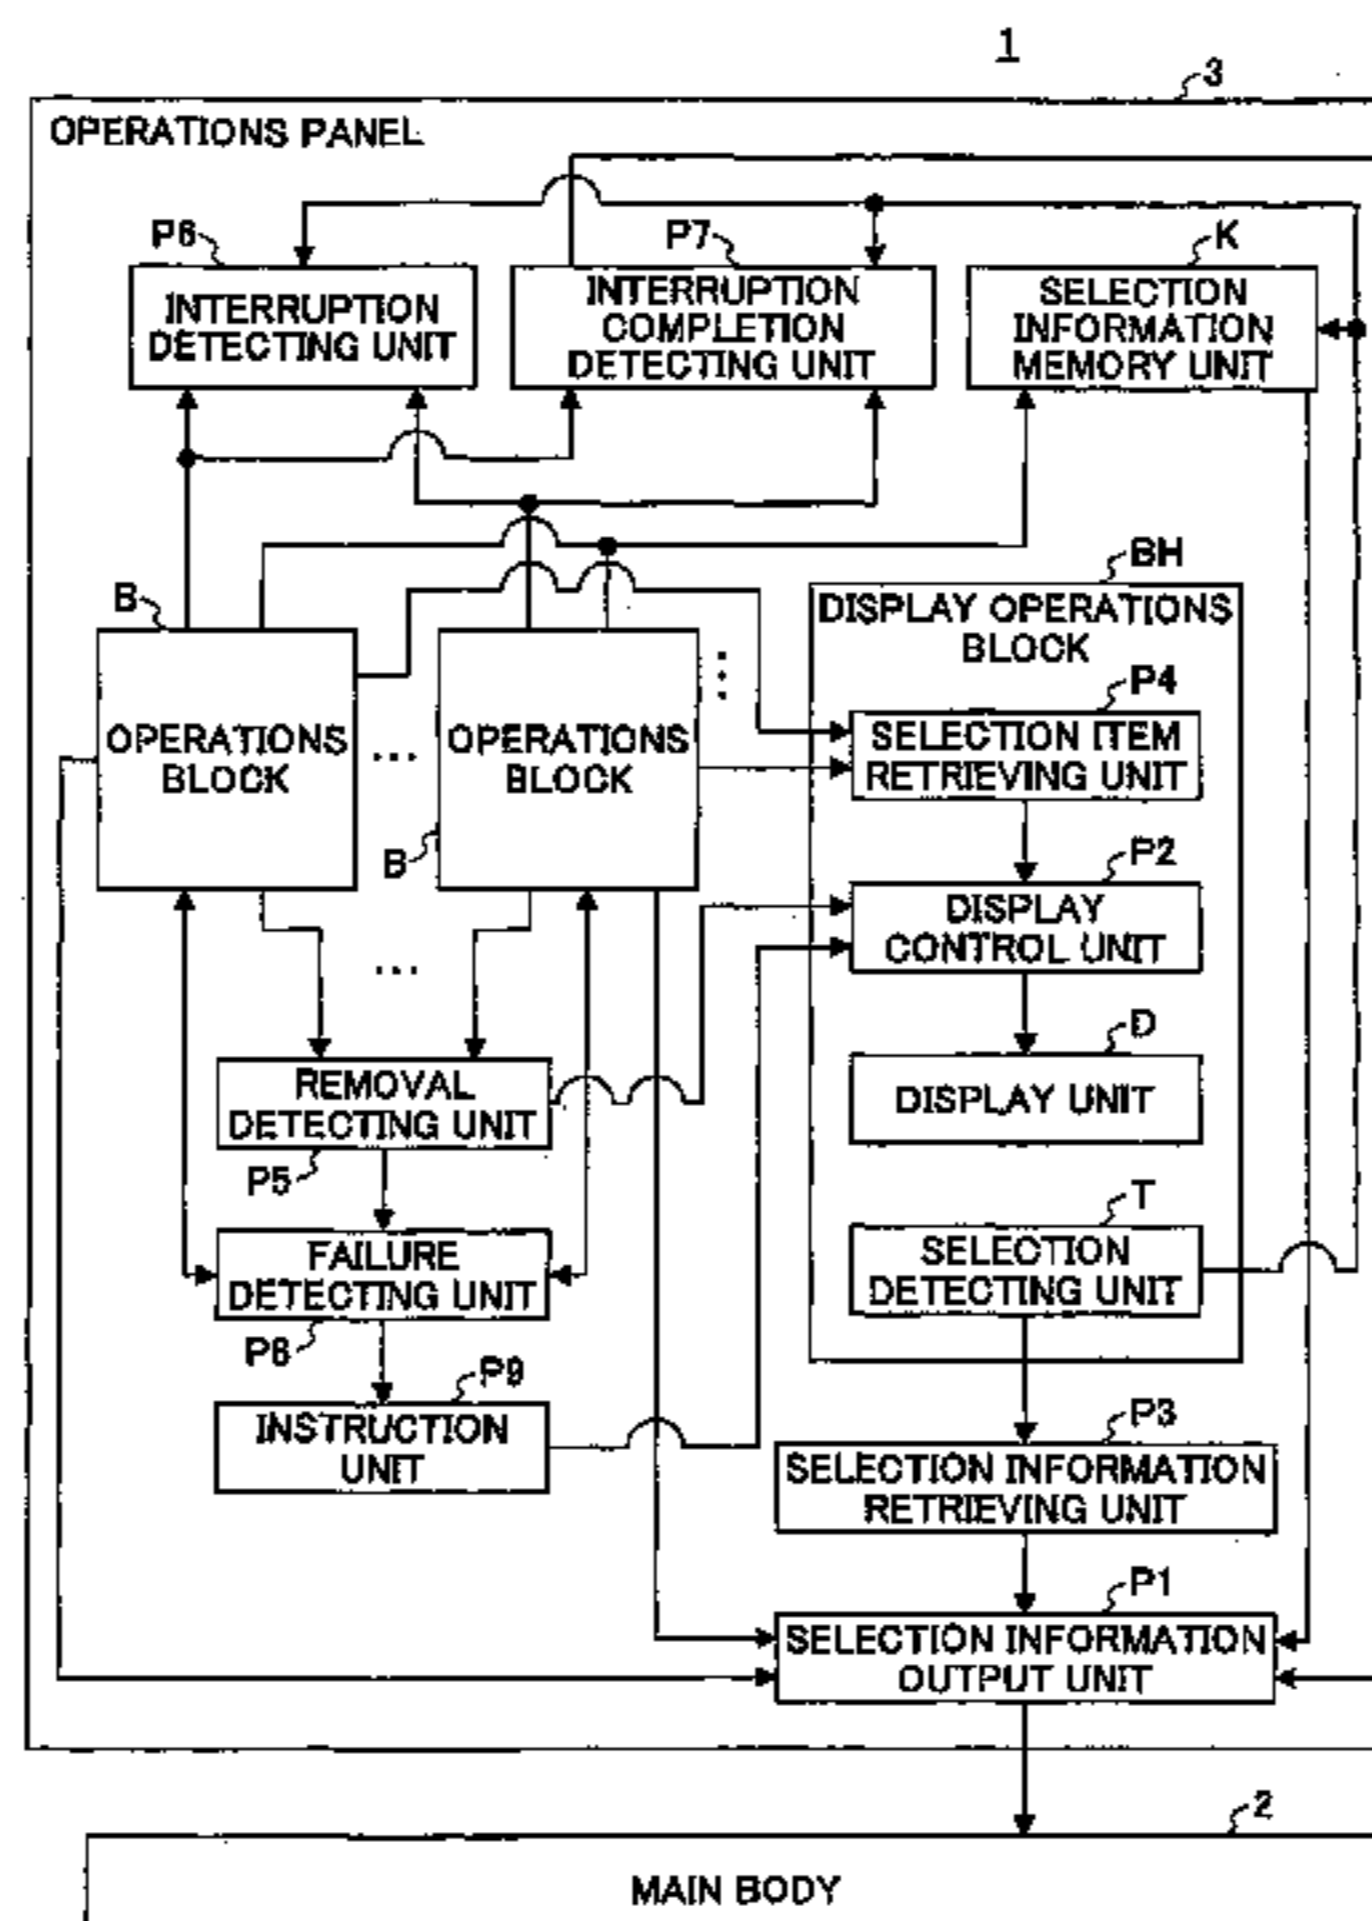 1
3
OPERATIONS PANEL
P6
P7
K
INTERRUPTION
DETECTING UNIT
INTERRUPTION
COMPLETION
DETECTING UNIT
SELECTION
INFORMATION
MEMORY UNIT
B
BH
DISPLAY OPERATIONS
BLOCK
OPERATIONS
BLOCK
...
OPERATIONS
BLOCK
B
P4
SELECTION ITEM
RETRIEVING UNIT
P2
DISPLAY
CONTROL UNIT
...
D
DISPLAY UNIT
REMOVAL
DETECTING UNIT
P5
T
SELECTION
DETECTING UNIT
FAILURE
DETECTING UNIT
P8
P9
INSTRUCTION
UNIT
P3
SELECTION INFORMATION
RETRIEVING UNIT
P1
SELECTION INFORMATION
OUTPUT UNIT
2
MAIN BODY